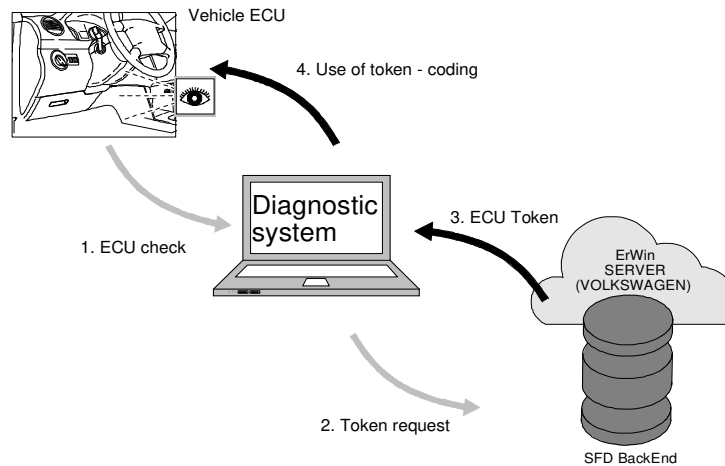 Vehicle ECU
4. Use of token - coding
Diagnostic
system
3. ECU Token
1. ECU check
ErWin
SERVER
(VOLKSWAGEN)
2. Token request
SFD BackEnd